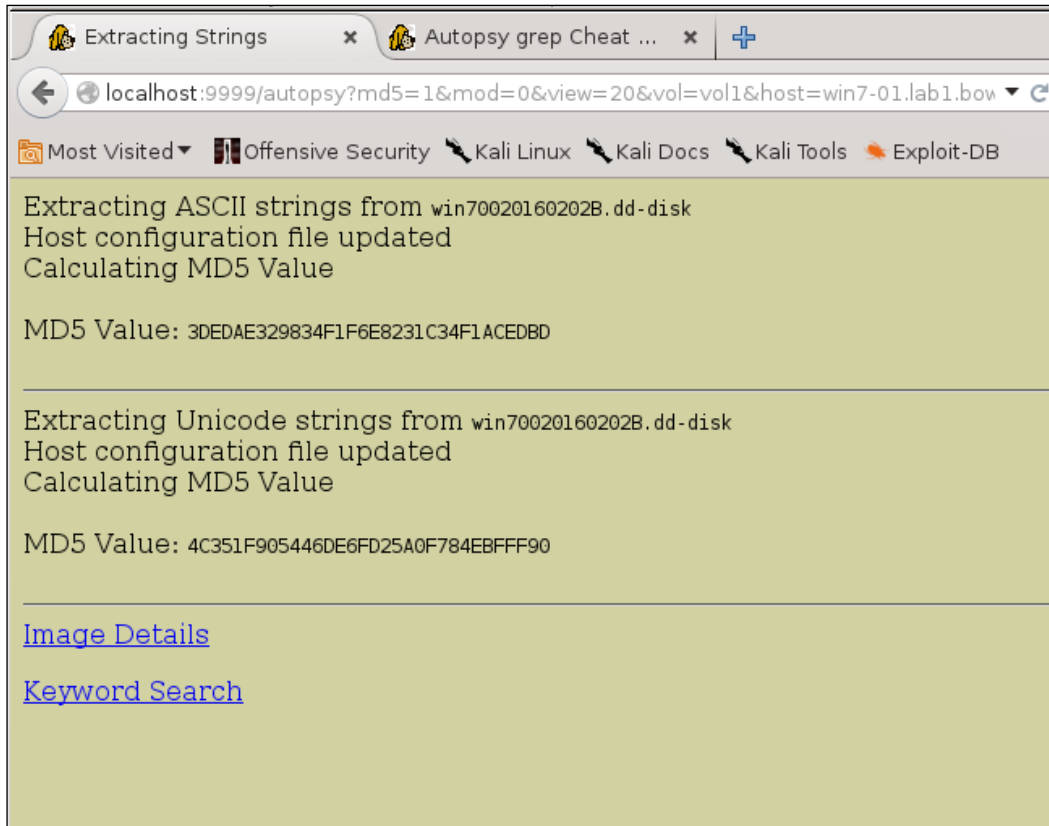 Extracting Strings
Autopsy grep Cheat ...
localhost:9999/autopsy?md5=1&mod=0&view=20&vol=vol1&host=win7-01.lab1.bow
Most Visited Offensive Security Kali Linux Kali Docs Kali Tools Exploit-DB
Extracting ASCII strings from win70020160202B.dd-disk
Host configuration file updated
Calculating MD5 Value
MD5 Value: 3DEDAE329834F1F6E8231C34F1ACEDBD
Extracting Unicode strings from win70020160202B.dd-disk
Host configuration file updated
Calculating MD5 Value
MD5 Value: 4C351F905446DE6FD25A0F784EBFFF90
Image Details
Keyword Search